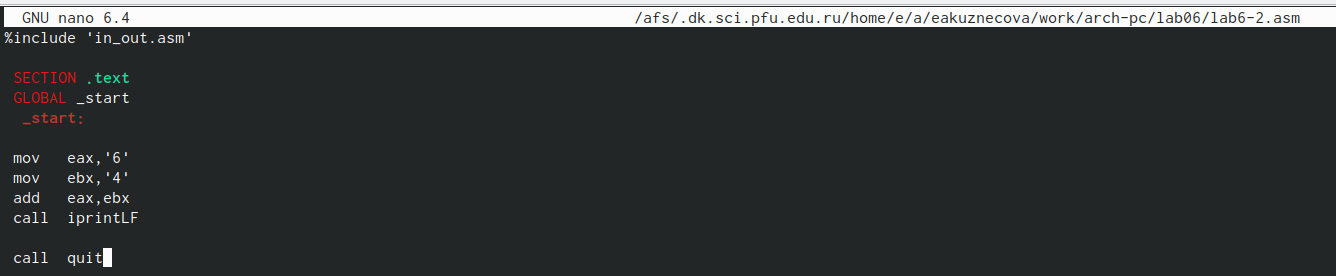 GNU nano 6.4 /afs/.dk.sci.pfu.edu.ru/home/e/a/eakuznecova/work/arch-pc/lab06/lab6-2.asm
%include 'in_out.asm'
SECTION .text
GLOBAL _start
_start:
mov eax,'6'
mov ebx,'4'
add eax,ebx
call iprintLF
call quit